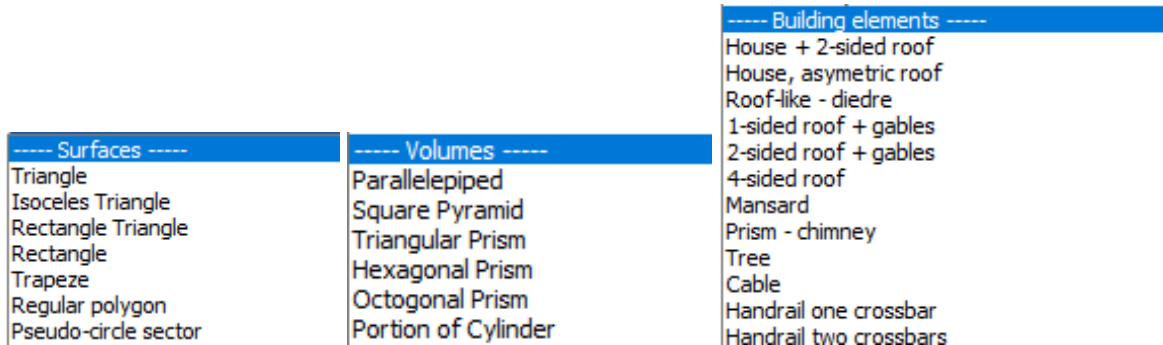 ----- Surfaces -----
Triangle
Isoceles Triangle
Rectangle Triangle
Rectangle
Trapeze
Regular polygon
Pseudo-circle sector
----- Volumes -----
Parallelepiped
Square Pyramid
Triangular Prism
Hexagonal Prism
Octogonal Prism
Portion of Cylinder
----- Building elements -----
House + 2-sided roof
House, asymetric roof
Roof-like - diedre
1-sided roof + gables
2-sided roof + gables
4-sided roof
Mansard
Prism - chimney
Tree
Cable
Handrail one crossbar
Handrail two crossbars